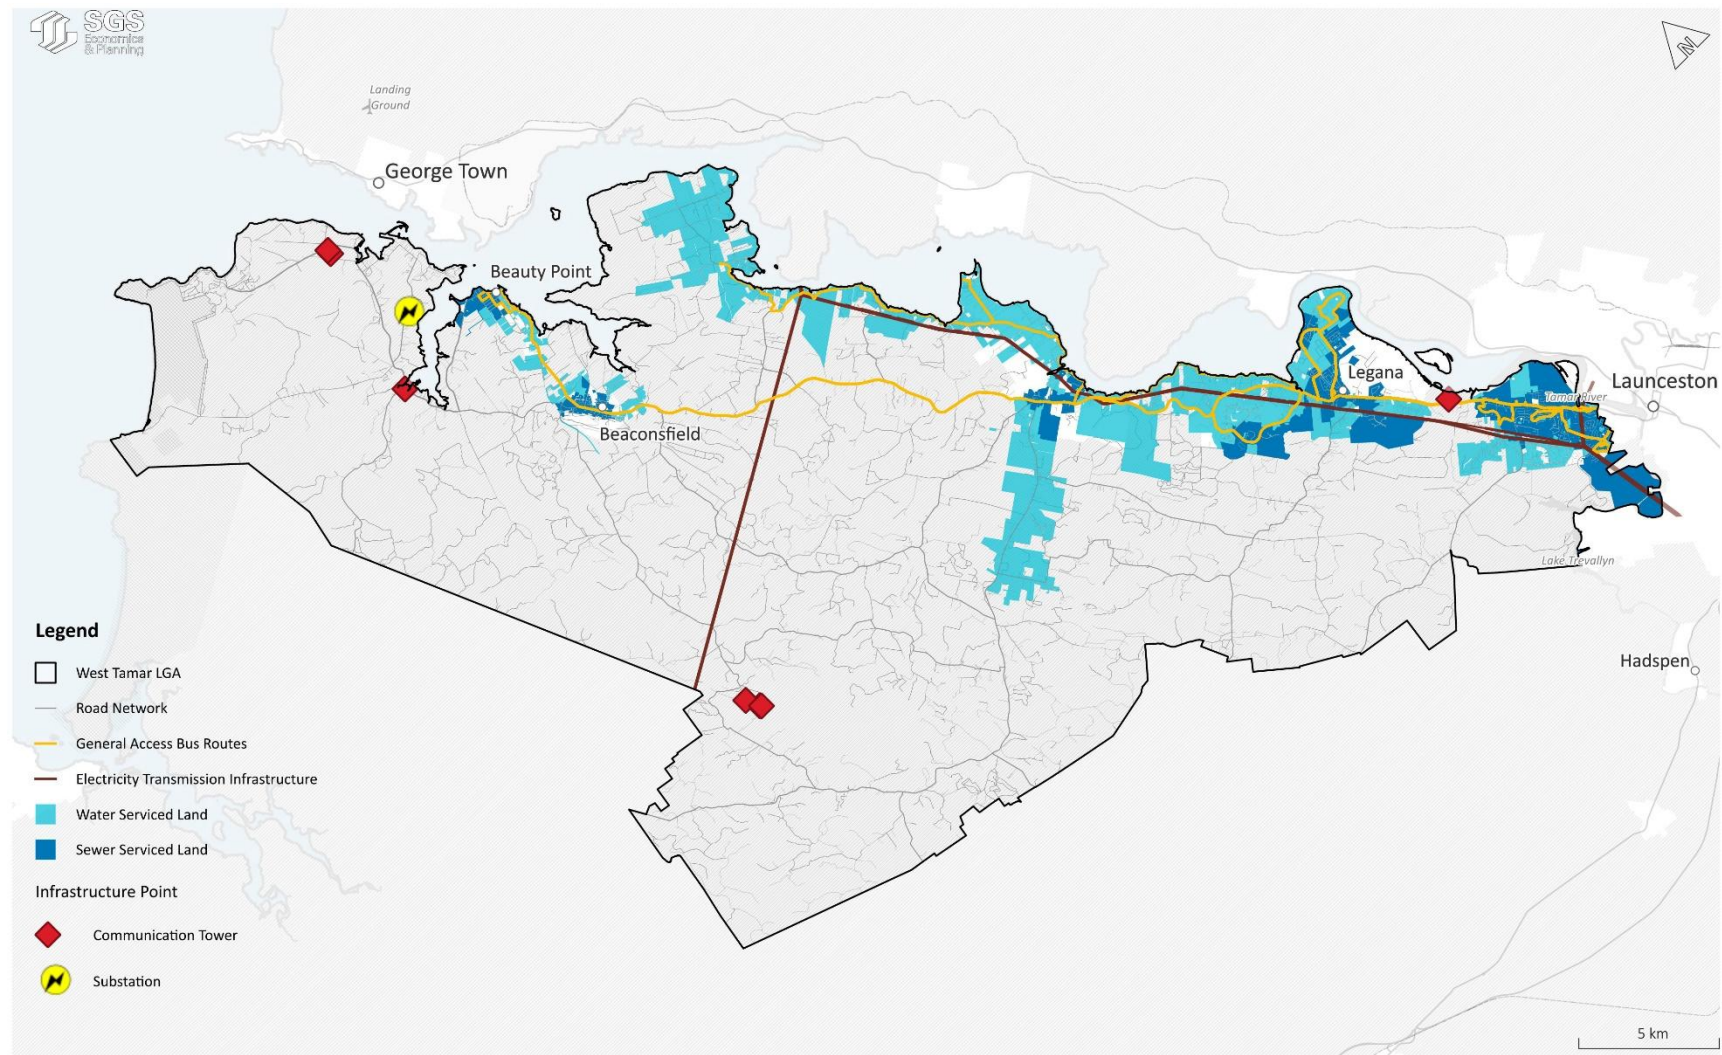 SGS
Economics
& Planning
N
Landing
Ground
George Town
Beauty Point
Legana
Launceston
Tamar River
Beaconsfield
Lake Trevallyn
Hadspen
Legend
West Tamar LGA
Road Network
General Access Bus Routes
Electricity Transmission Infrastructure
Water Serviced Land
Sewer Serviced Land
Infrastructure Point
Communication Tower
Substation
5 km